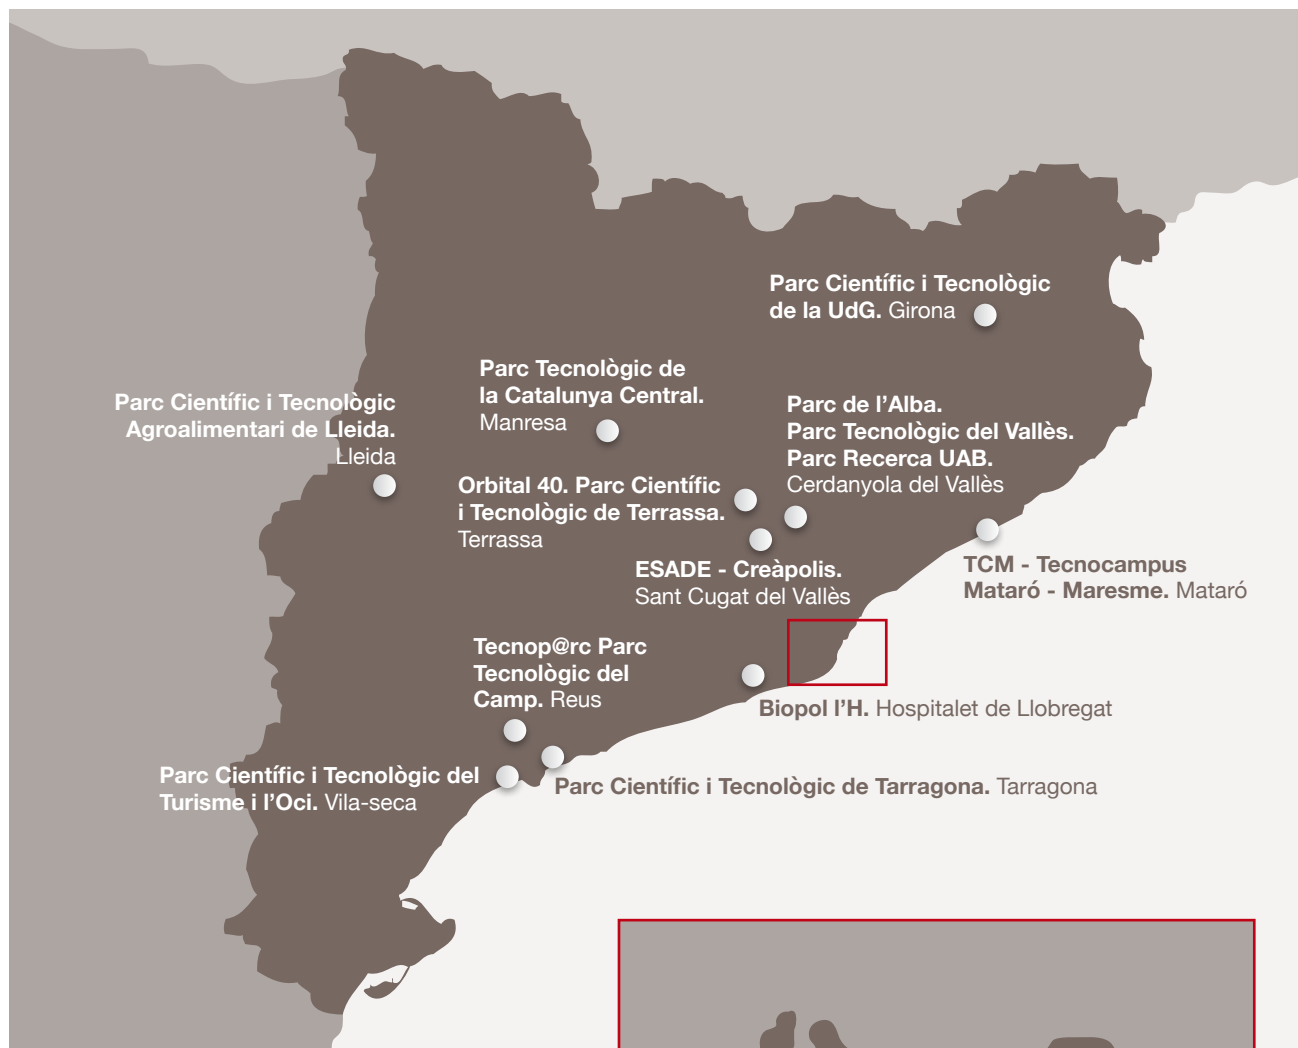 Parc Científic i Tecnològic
de la UdG. Girona
Parc Tecnològic de
la Catalunya Central.
Manresa
Parc Científic i Tecnològic
Agroalimentari de Lleida.
Lleida
Parc de l’Alba.
Parc Tecnològic del Vallès.
Parc Recerca UAB.
Cerdanyola del Vallès
Orbital 40. Parc Científic
i Tecnològic de Terrassa.
Terrassa
ESADE - Creàpolis.
Sant Cugat del Vallès
TCM - Tecnocampus
Mataró - Maresme. Mataró
Tecnop@rc Parc
Tecnològic del
Camp. Reus
Biopol l’H. Hospitalet de Llobregat
Parc Científic i Tecnològic del
Turisme i l’Oci. Vila-seca
Parc Científic i Tecnològic de Tarragona. Tarragona